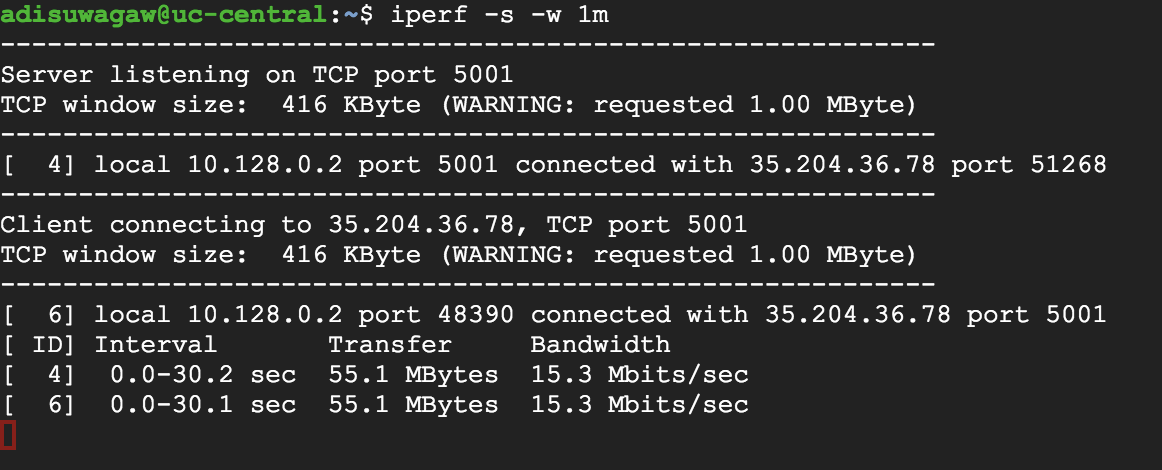 adisuwagaw@uc-central:~$ iperf -s -w 1m
------------------------------------------------------------
Server listening on TCP port 5001
TCP window size:  416 KByte (WARNING: requested 1.00 MByte)
------------------------------------------------------------
[  4] local 10.128.0.2 port 5001 connected with 35.204.36.78 port 51268
------------------------------------------------------------
Client connecting to 35.204.36.78, TCP port 5001
TCP window size:  416 KByte (WARNING: requested 1.00 MByte)
------------------------------------------------------------
[  6] local 10.128.0.2 port 48390 connected with 35.204.36.78 port 5001
[ ID] Interval       Transfer     Bandwidth
[  4]  0.0-30.2 sec  55.1 MBytes  15.3 Mbits/sec
[  6]  0.0-30.1 sec  55.1 MBytes  15.3 Mbits/sec